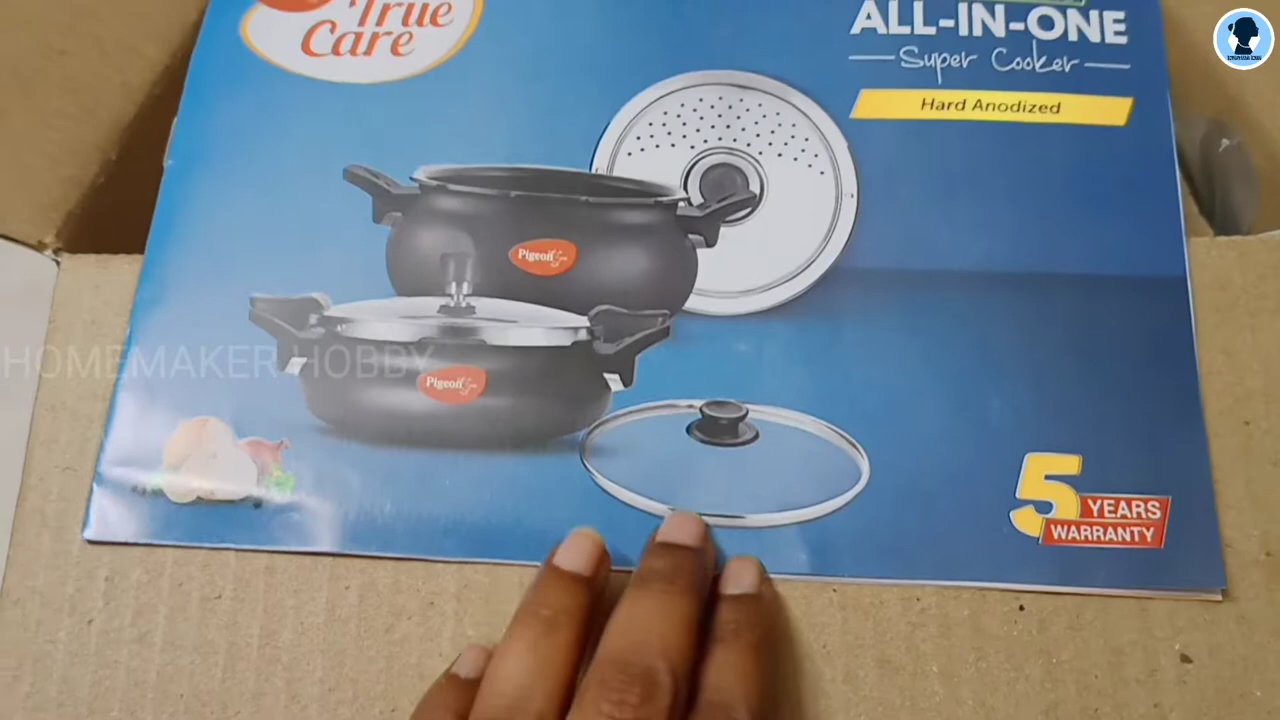 True
Care
ALL-IN-ONE
Super Cooker
Hard Anodized
Pigeon
Pigeon
HOMEMAKER HOBBY
5
YEARS
WARRANTY